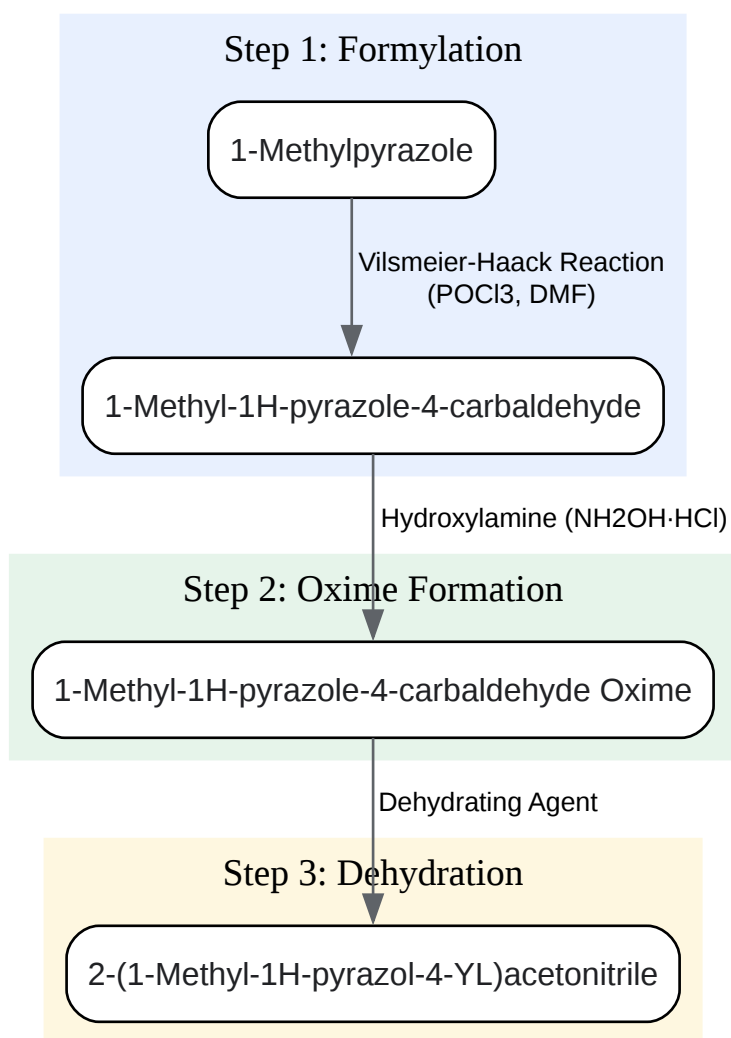 Step 1: Formylation
1-Methylpyrazole
Vilsmeier-Haack Reaction
(POCl3, DMF)
1-Methyl-1H-pyrazole-4-carbaldehyde
Hydroxylamine (NH2OH·HCl)
Step 2: Oxime Formation
1-Methyl-1H-pyrazole-4-carbaldehyde Oxime
Dehydrating Agent
Step 3: Dehydration
2-(1-Methyl-1H-pyrazol-4-YL)acetonitrile